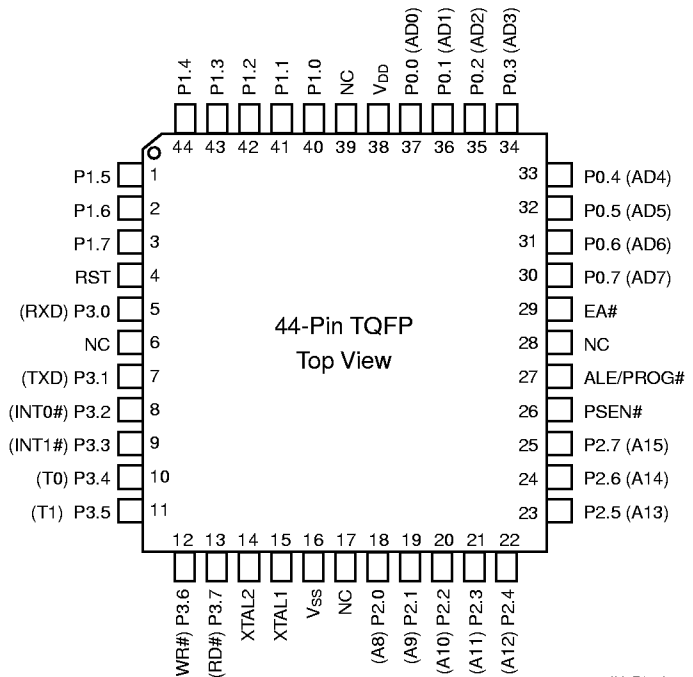 P1.4
P1.3
P1.2
P1.1
P1.0
NC
VDD
P0.0 (AD0)
P0.1 (AD1)
P0.2 (AD2)
P0.3 (AD3)
44
43
42
41
40
39
38
37
36
35
34
P1.5
1
P1.6
2
P1.7
3
RST
4
(RXD) P3.0
5
NC
6
(TXD) P3.1
7
(INT0#) P3.2
8
(INT1#) P3.3
9
(T0) P3.4
10
(T1) P3.5
11
44-Pin TQFP
Top View
33
P0.4 (AD4)
32
P0.5 (AD5)
31
P0.6 (AD6)
30
P0.7 (AD7)
29
EA#
28
NC
27
ALE/PROG#
26
PSEN#
25
P2.7 (A15)
24
P2.6 (A14)
23
P2.5 (A13)
12
13
14
15
16
17
18
19
20
21
22
WR#) P3.6
(RD#) P3.7
XTAL2
XTAL1
VSS
NC
(A8) P2.0
(A9) P2.1
(A10) P2.2
(A11) P2.3
(A12) P2.4